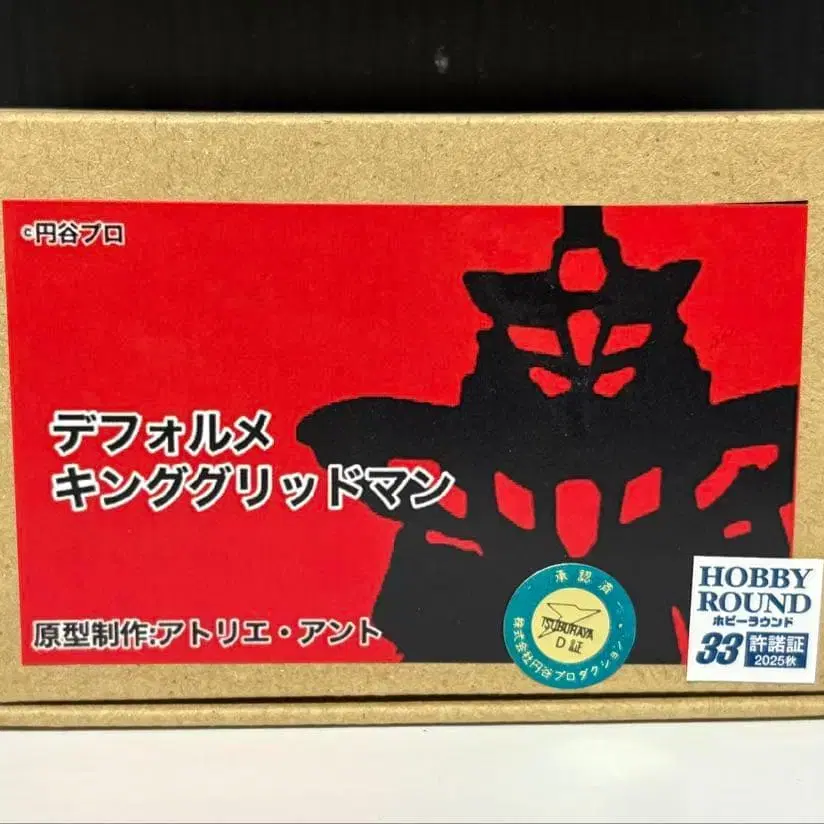 ©円谷プロ
デフォルメ
キンググリッドマン
原型制作:アトリエ・アント
承認済
TSUBURAYA
D証
株式会社円谷プロダクション
HOBBY
ROUND
ホビーラウンド
33 許諾証
2025秋